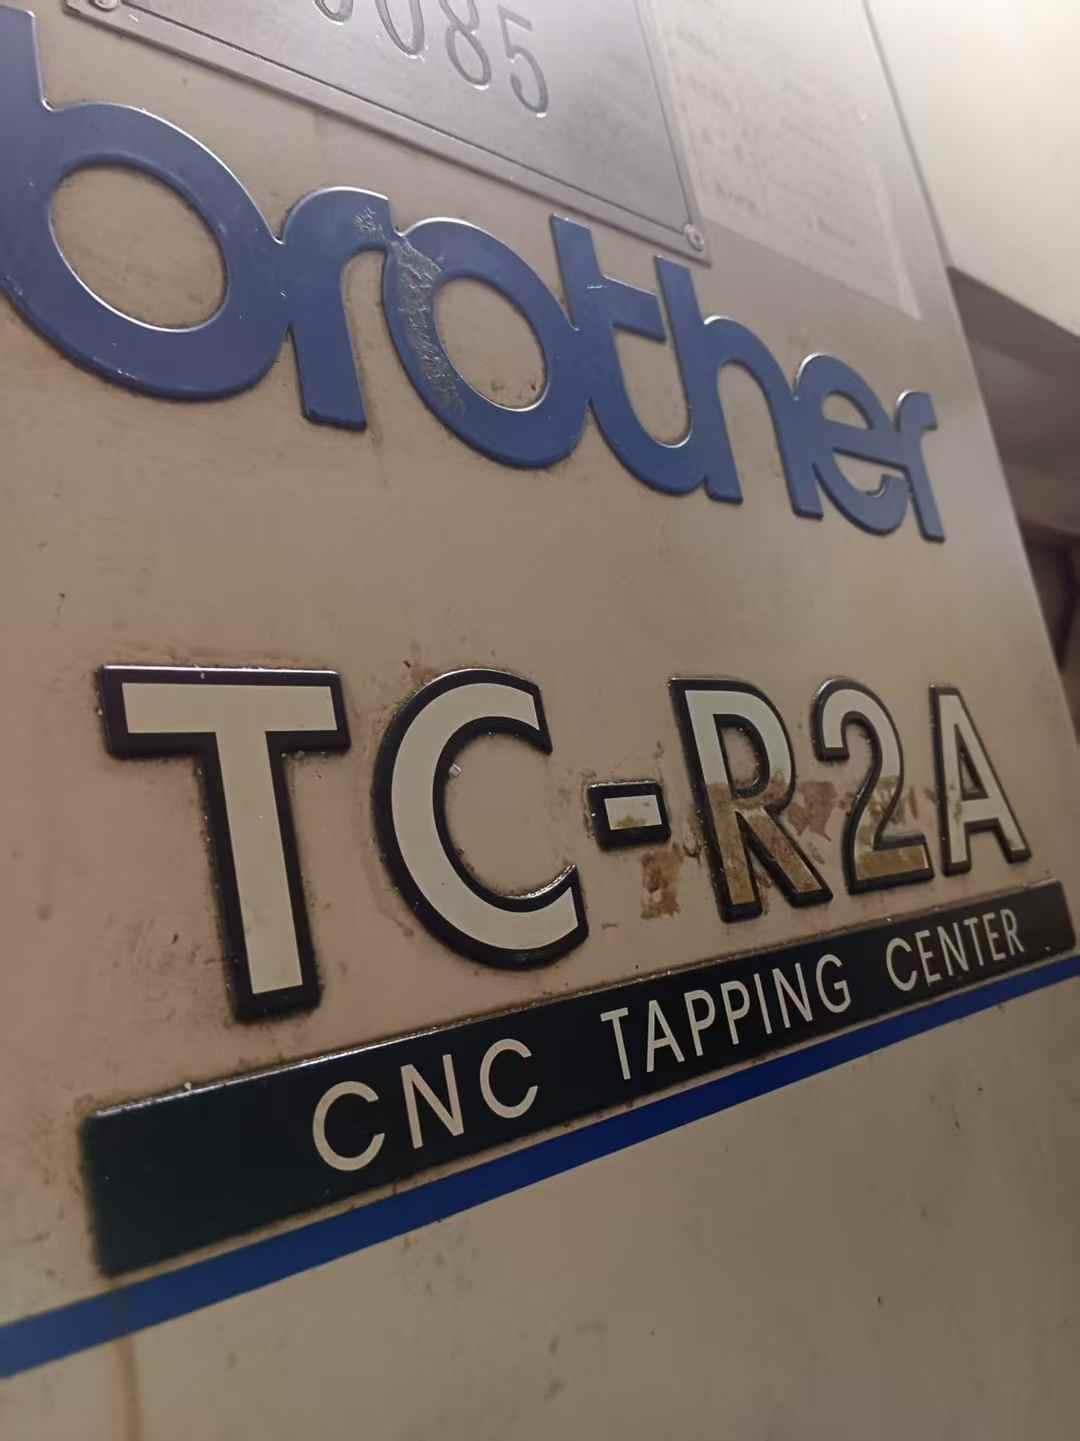 085
brother
TC-R2A
CNC TAPPING CENTER